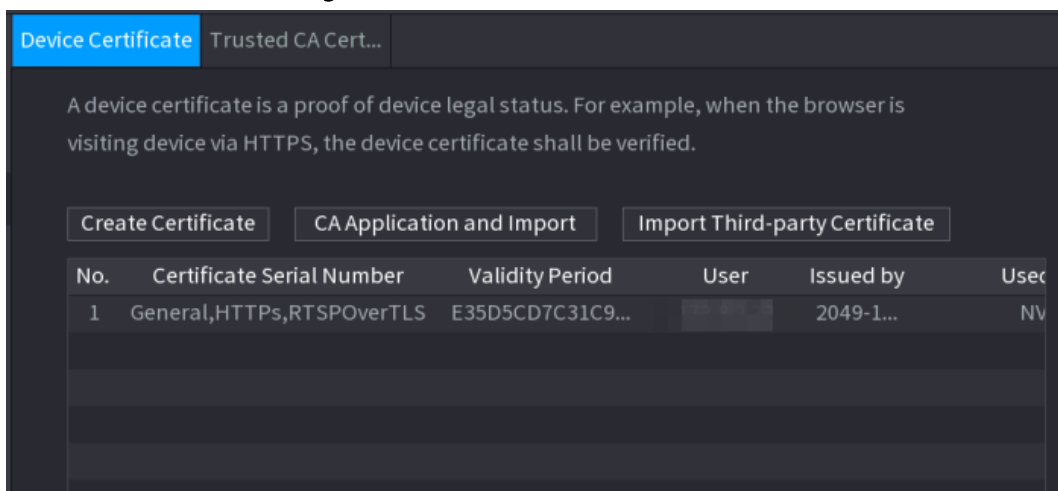 Device Certificate Trusted CA Cert...
A device certificate is a proof of device legal status. For example, when the browser is
visiting device via HTTPS, the device certificate shall be verified.
Create Certificate CA Application and Import Import Third-party Certificate
No. Certificate Serial Number Validity Period User Issued by Used
1 General,HTTPs,RTSPOverTLS E35D5CD7C31C9... 2049-1... NV